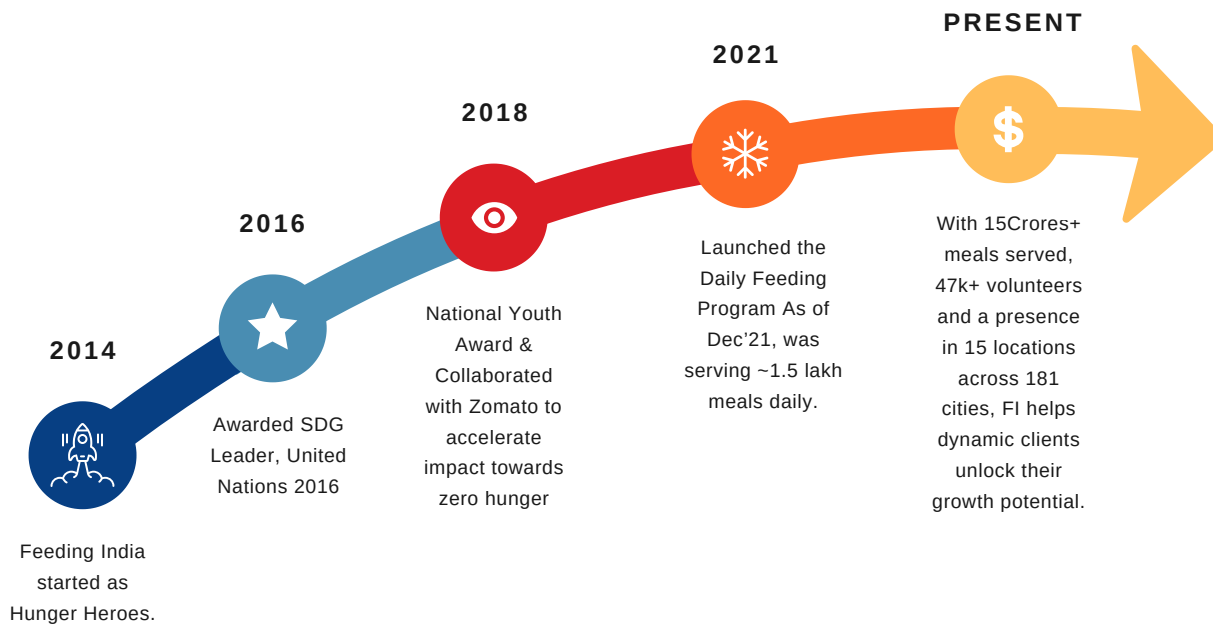 2014
Feeding India
started as
Hunger Heroes.
2016
Awarded SDG
Leader, United
Nations 2016
2018
National Youth
Award &
Collaborated
with Zomato to
accelerate
impact towards
zero hunger
2021
Launched the
Daily Feeding
Program As of
Dec’21, was
serving ~1.5 lakh
meals daily.
PRESENT
$
With 15Crores+
meals served,
47k+ volunteers
and a presence
in 15 locations
across 181
cities, FI helps
dynamic clients
unlock their
growth potential.